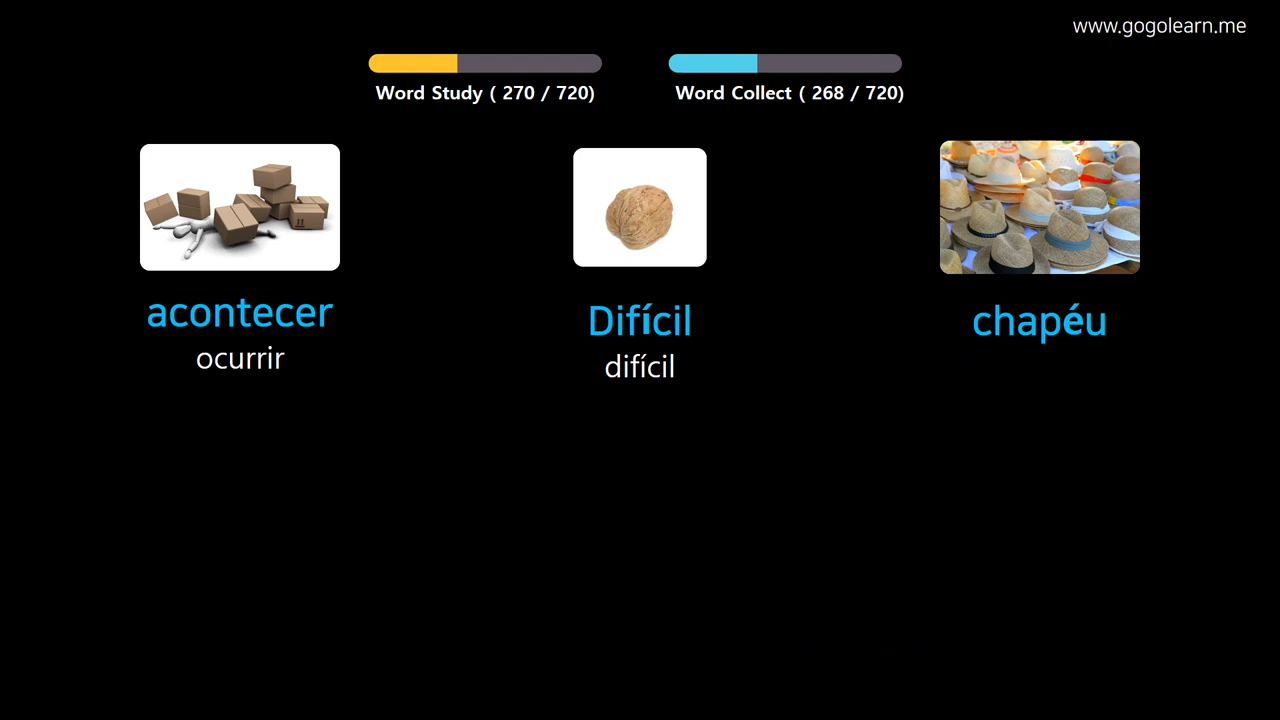 www.gogolearn.me
Word Study ( 270 / 720)
Word Collect ( 268 / 720)
acontecer
ocurrir
Difícil
difícil
chapéu